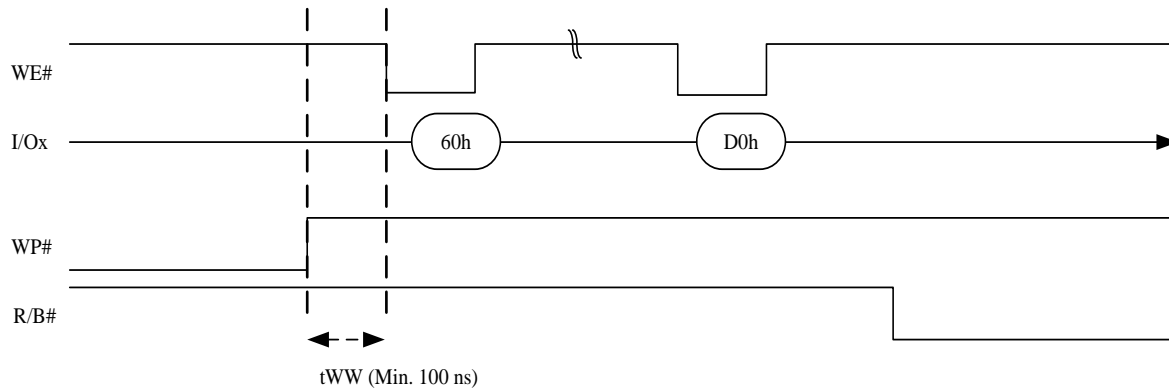 WE#
I/Ox
60h
D0h
WP#
R/B#
tWW (Min. 100 ns)